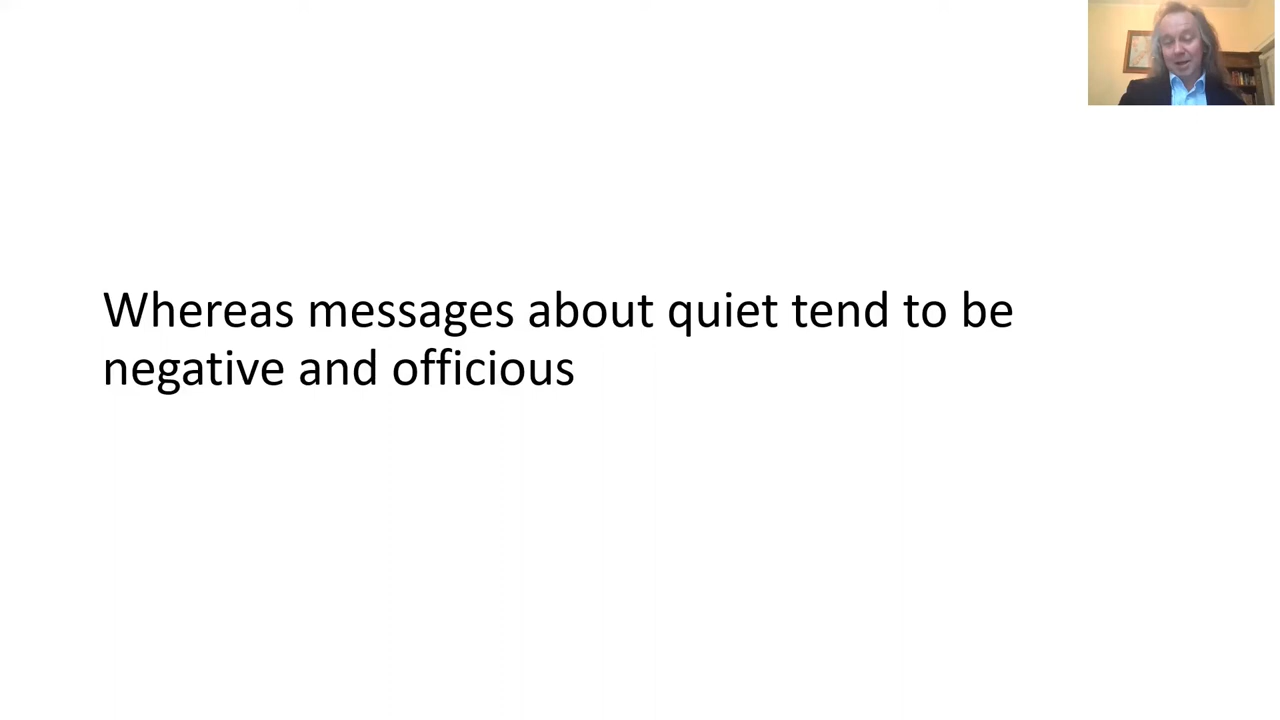 Whereas messages about quiet tend to be
negative and officious